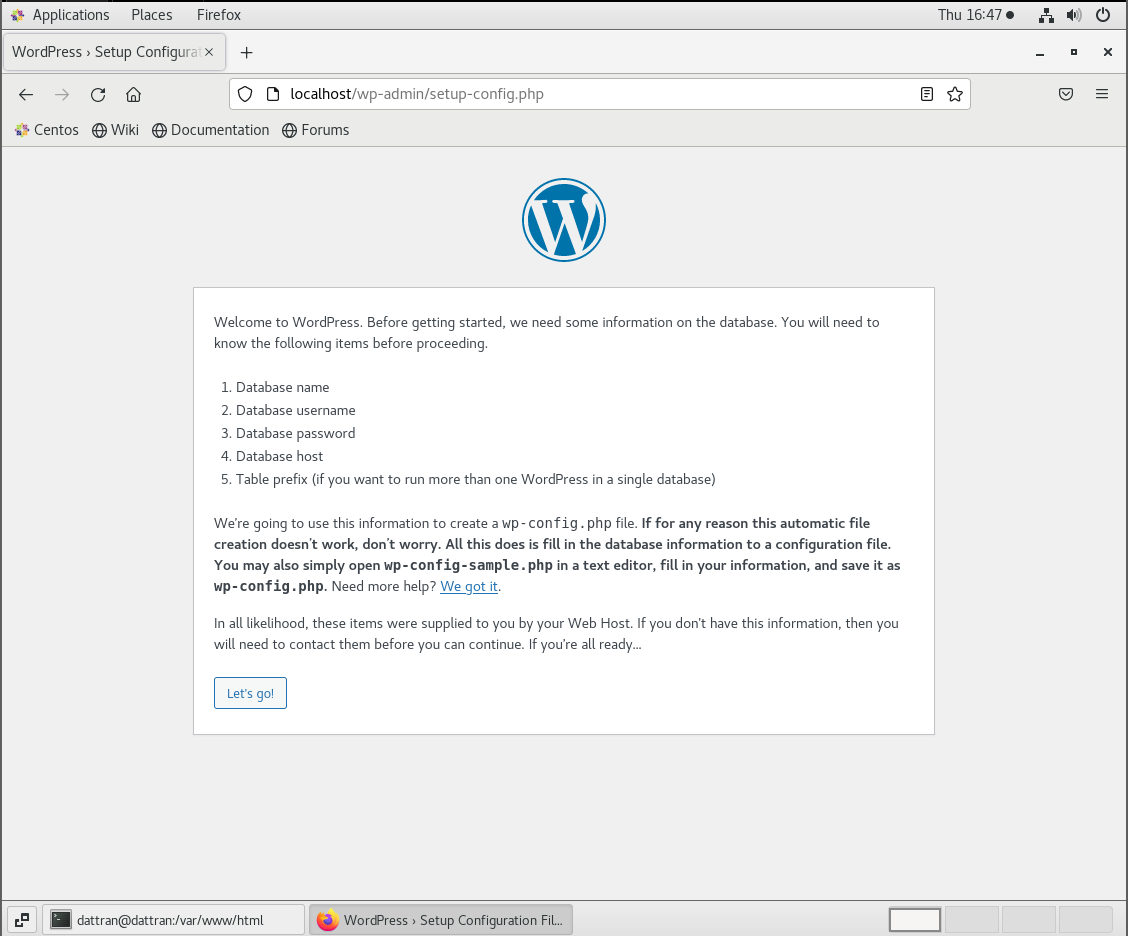 Applications Places Firefox Thu 16:47
WordPress › Setup Configurat
localhost/wp-admin/setup-config.php
Centos Wiki Documentation Forums
Welcome to WordPress. Before getting started, we need some information on the database. You will need to
know the following items before proceeding.
1. Database name
2. Database username
3. Database password
4. Database host
5. Table prefix (if you want to run more than one WordPress in a single database)
We’re going to use this information to create a wp-config.php file. If for any reason this automatic file
creation doesn’t work, don’t worry. All this does is fill in the database information to a configuration file.
You may also simply open wp-config-sample.php in a text editor, fill in your information, and save it as
wp-config.php. Need more help? We got it.
In all likelihood, these items were supplied to you by your Web Host. If you don’t have this information, then you
will need to contact them before you can continue. If you’re all ready…
Let’s go!
dattran@dattran:/var/www/html WordPress › Setup Configuration Fil…